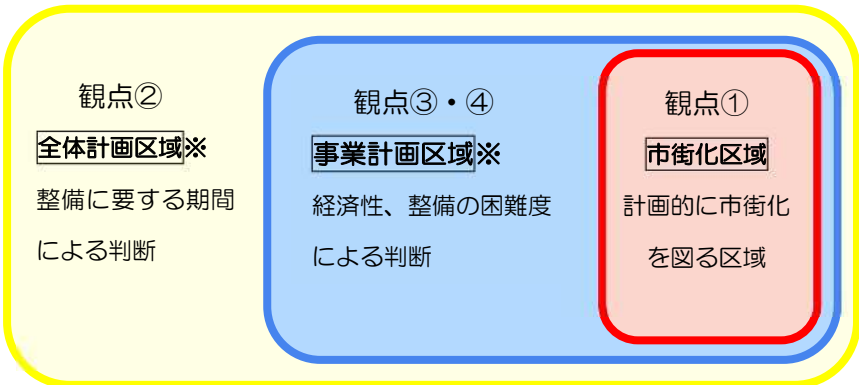 観点②
全体計画区域※
整備に要する期間
による判断
観点③・④
事業計画区域※
経済性、整備の困難度
による判断
観点①
市街化区域
計画的に市街化
を図る区域